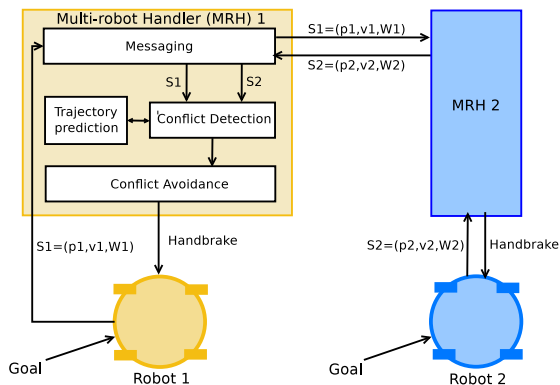 Multi-robot Handler (MRH) 1
Messaging
S1=(p1,v1,W1)
S2=(p2,v2,W2)
S1
S2
Trajectory
prediction
Conflict Detection
MRH 2
Conflict Avoidance
S1=(p1,v1,W1)
Handbrake
S2=(p2,v2,W2)
Handbrake
Goal
Robot 1
Goal
Robot 2